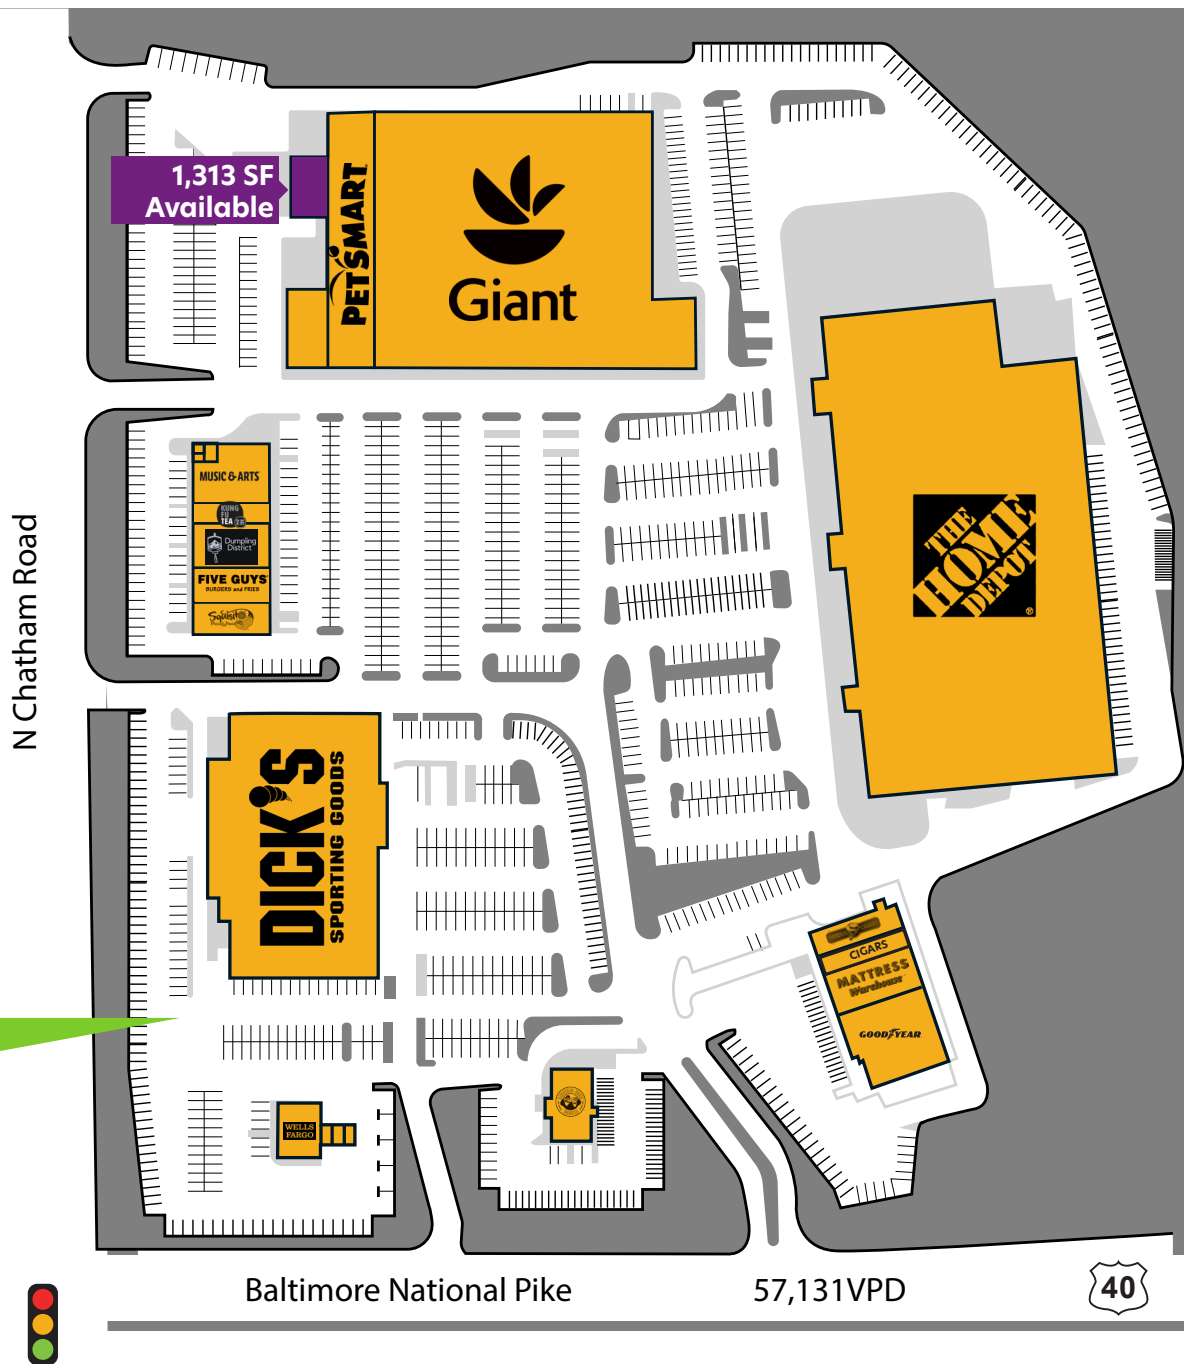 1,313 SF
Available
PETSMART
Giant
MUSIC & ARTS
KUNG
FU
TEA
Dumpling
District
FIVE GUYS
BURGERS and FRIES
Squisito
THE
HOME
DEPOT
N Chatham Road
DICK'S
SPORTING GOODS
CIGARS
MATTRESS
Warehouse
GOODYEAR
WELLS
FARGO
Baltimore National Pike
57,131VPD
40